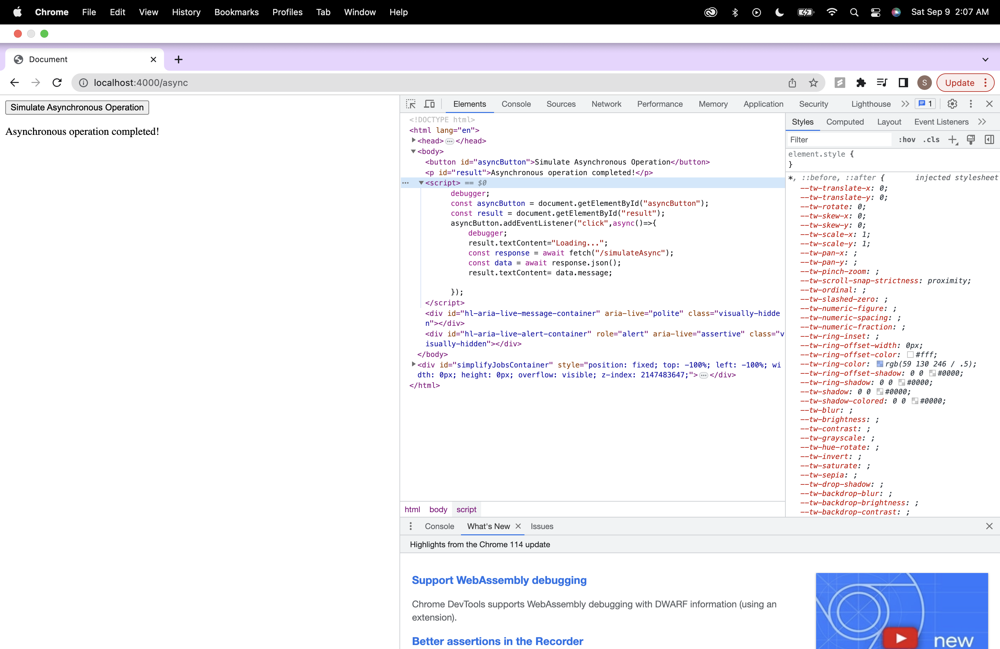 Chrome File Edit View History Bookmarks Profiles Tab Window Help Sat Sep 9 2:07 AM
Document
localhost:4000/async S Update
Simulate Asynchronous Operation
Asynchronous operation completed!
Elements Console Sources Network Performance Memory Application Security Lighthouse 1
<!DOCTYPE html>
<html lang="en">
<head>…</head>
<body>
<button id="asyncButton">Simulate Asynchronous Operation</button>
<p id="result">Asynchronous operation completed!</p>
… <script> == $0
debugger;
const asyncButton = document.getElementById("asyncButton");
const result = document.getElementById("result");
asyncButton.addEventListener("click",async()=>{
debugger;
result.textContent="Loading...";
const response = await fetch("/simulateAsync");
const data = await response.json();
result.textContent= data.message;
});
</script>
<div id="hl-aria-live-message-container" aria-live="polite" class="visually-hidde
n"></div>
<div id="hl-aria-live-alert-container" role="alert" aria-live="assertive" class="v
isually-hidden"></div>
</body>
<div id="simplifyJobsContainer" style="position: fixed; top: -100%; left: -100%; wi
dth: 0px; height: 0px; overflow: visible; z-index: 2147483647;">…</div>
</html>
html body script
Styles Computed Layout Event Listeners
Filter :hov .cls
element.style {
}
*, ::before, ::after { injected stylesheet
--tw-translate-x: 0;
--tw-translate-y: 0;
--tw-rotate: 0;
--tw-skew-x: 0;
--tw-skew-y: 0;
--tw-scale-x: 1;
--tw-scale-y: 1;
--tw-pan-x: ;
--tw-pan-y: ;
--tw-pinch-zoom: ;
--tw-scroll-snap-strictness: proximity;
--tw-ordinal: ;
--tw-slashed-zero: ;
--tw-numeric-figure: ;
--tw-numeric-spacing: ;
--tw-numeric-fraction: ;
--tw-ring-inset: ;
--tw-ring-offset-width: 0px;
--tw-ring-offset-color: #fff;
--tw-ring-color: rgb(59 130 246 / .5);
--tw-ring-offset-shadow: 0 0 #0000;
--tw-ring-shadow: 0 0 #0000;
--tw-shadow: 0 0 #0000;
--tw-shadow-colored: 0 0 #0000;
--tw-blur: ;
--tw-brightness: ;
--tw-contrast: ;
--tw-grayscale: ;
--tw-hue-rotate: ;
--tw-invert: ;
--tw-saturate: ;
--tw-sepia: ;
--tw-drop-shadow: ;
--tw-backdrop-blur: ;
--tw-backdrop-brightness: ;
--tw-backdrop-contrast: ;
Console What's New Issues
Highlights from the Chrome 114 update
Support WebAssembly debugging
Chrome DevTools supports WebAssembly debugging with DWARF information (using an
extension).
Better assertions in the Recorder
new